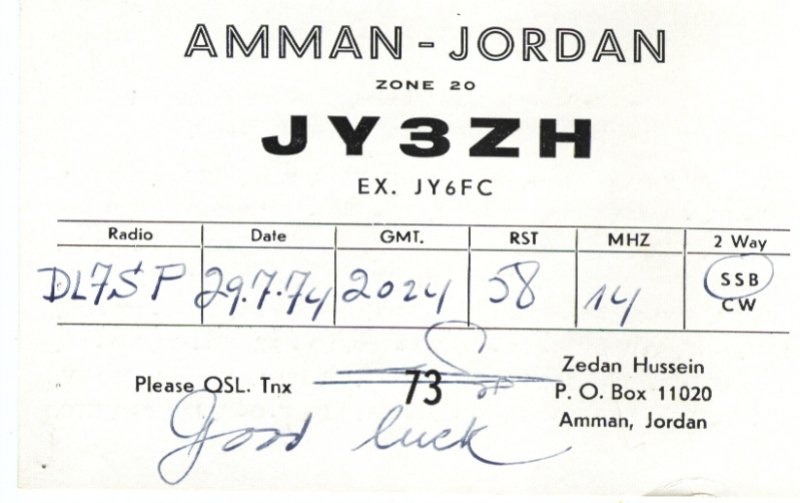 AMMAN - JORDAN
ZONE 20
JY3ZH
EX. JY6FC
Radio Date GMT. RST MHZ 2 Way
DL7SP 29.7.74 2024 58 14 SSB
CW
Please QSL. Tnx 73 Zedan Hussein
P. O. Box 11020
Amman, Jordan
Good luck